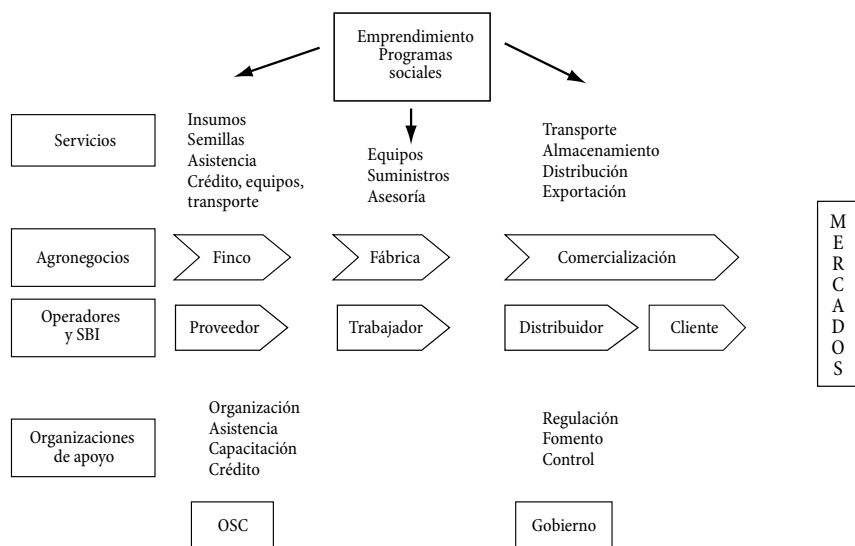 Emprendimiento
Programas
sociales
Servicios
Insumos
Semillas
Asistencia
Crédito, equipos,
transporte
Equipos
Suministros
Asesoría
Transporte
Almacenamiento
Distribución
Exportación
Agronegocios
Finco
Fábrica
Comercialización
Operadores
y SBI
Proveedor
Trabajador
Distribuidor
Cliente
MERCADOS
Organizaciones
de apoyo
Organización
Asistencia
Capacitación
Crédito
Regulación
Fomento
Control
OSC
Gobierno